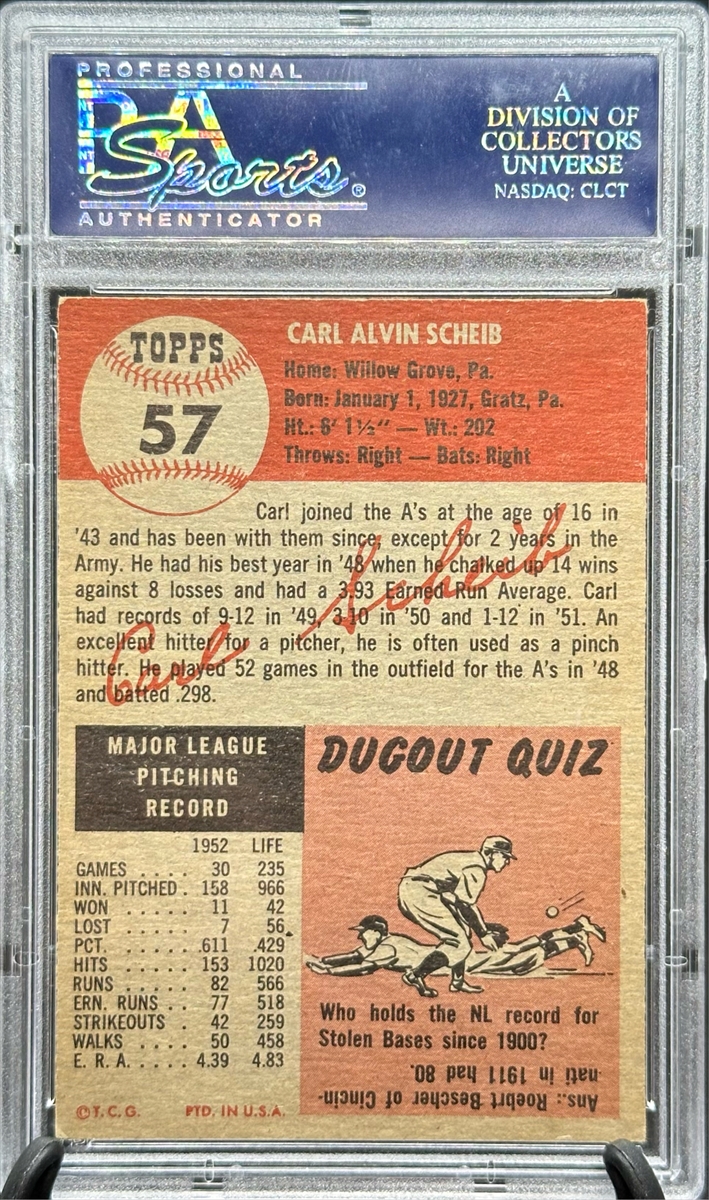 PROFESSIONAL
PSA
Sports®
AUTHENTICATOR
A
DIVISION OF
COLLECTORS
UNIVERSE
NASDAQ: CLCT
TOPPS
57
CARL ALVIN SCHEIB
Home: Willow Grove, Pa.
Born: January 1, 1927, Gratz, Pa.
Ht.: 6' 1½" — Wt.: 202
Throws: Right — Bats: Right
Carl joined the A's at the age of 16 in
'43 and has been with them since, except for 2 years in the
Army. He had his best year in '48 when he chalked up 14 wins
against 8 losses and had a 3.93 Earned Run Average. Carl
had records of 9-12 in '49, 3-10 in '50 and 1-12 in '51. An
excellent hitter for a pitcher, he is often used as a pinch
hitter. He played 52 games in the outfield for the A's in '48
and batted .298.
Carl Scheib
MAJOR LEAGUE
PITCHING
RECORD
1952 LIFE
GAMES . . . . 30 235
INN. PITCHED . 158 966
WON . . . . . 11 42
LOST . . . . . 7 56
PCT. . . . . . .611 .429
HITS . . . . . 153 1020
RUNS . . . . . 82 566
ERN. RUNS . . 77 518
STRIKEOUTS . 42 259
WALKS . . . . 50 458
E. R. A. . . . . 4.39 4.83
©T.C.G. PTD. IN U.S.A.
DUGOUT QUIZ
Who holds the NL record for
Stolen Bases since 1900?
Ans.: Roebrt Bescher of Cincin-
nati in 1911 had 80.